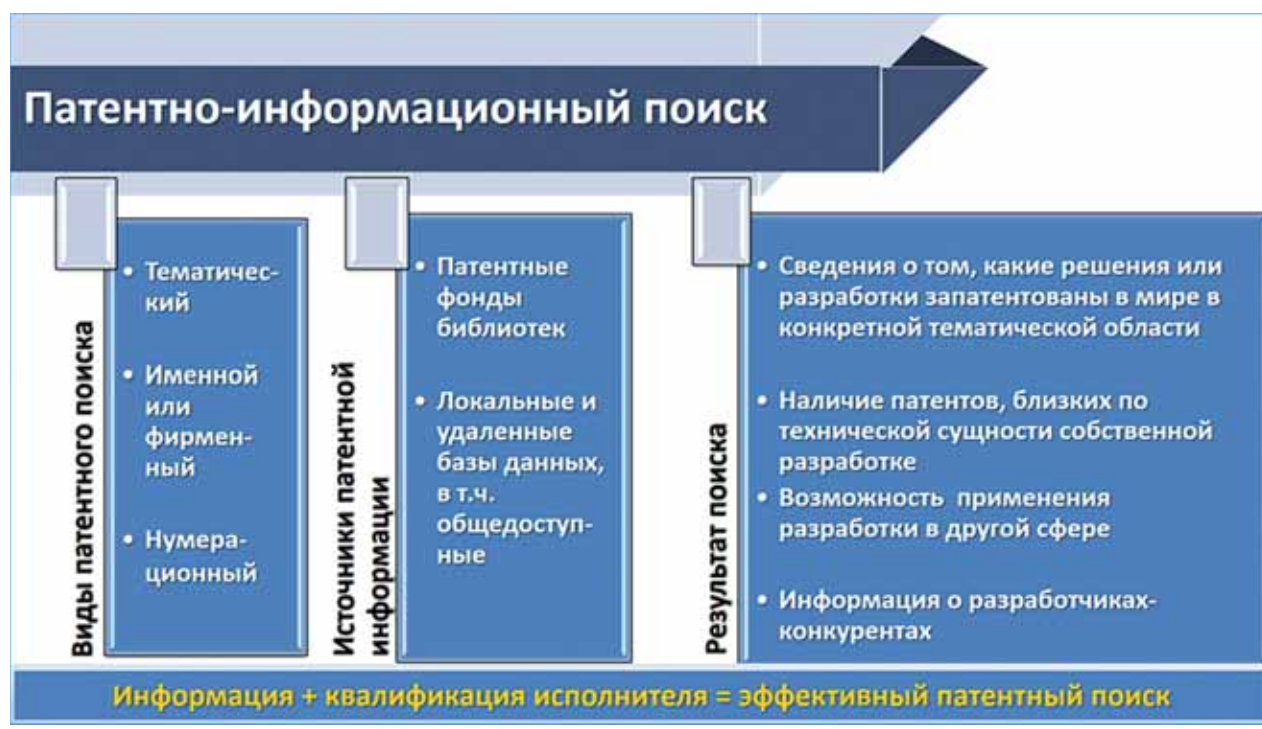 Патентно-информационный поиск
Виды патентного поиска
• Тематичес-
кий
• Именной
или
фирмен-
ный
• Нумера-
ционный
Источники патентной
информации
• Патентные
фонды
библиотек
• Локальные и
удаленные
базы данных,
в т.ч.
общедоступ-
ные
Результат поиска
• Сведения о том, какие решения или
разработки запатентованы в мире в
конкретной тематической области
• Наличие патентов, близких по
технической сущности собственной
разработке
• Возможность применения
разработки в другой сфере
• Информация о разработчиках-
конкурентах
Информация + квалификация исполнителя = эффективный патентный поиск